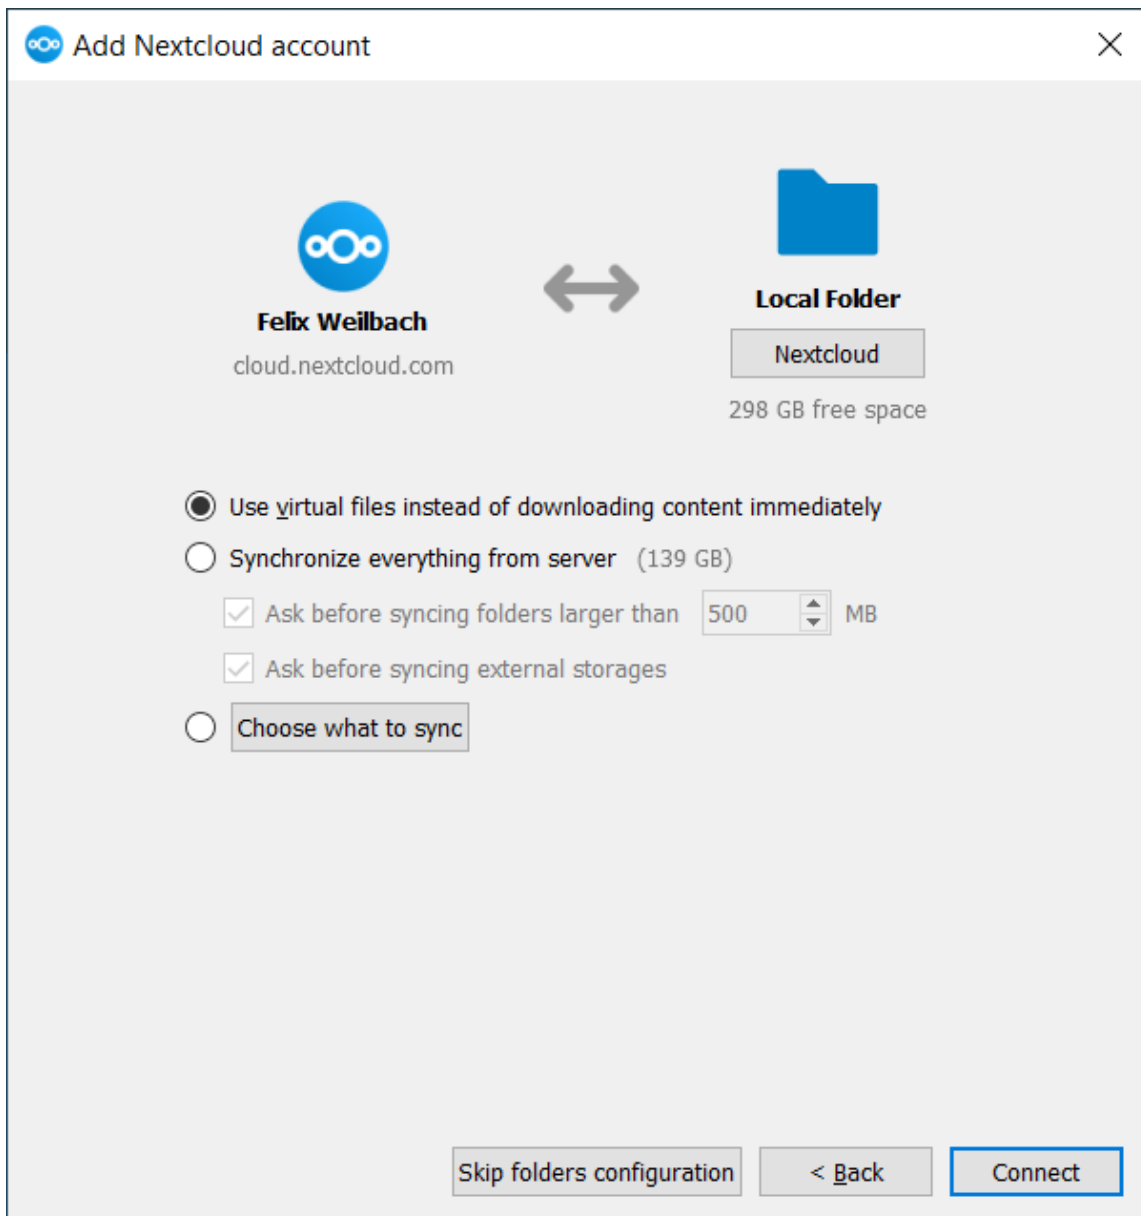 Add Nextcloud account
Felix Weilbach
cloud.nextcloud.com
Local Folder
Nextcloud
298 GB free space
Use virtual files instead of downloading content immediately
Synchronize everything from server (139 GB)
Ask before syncing folders larger than 500 MB
Ask before syncing external storages
Choose what to sync
Skip folders configuration < Back Connect